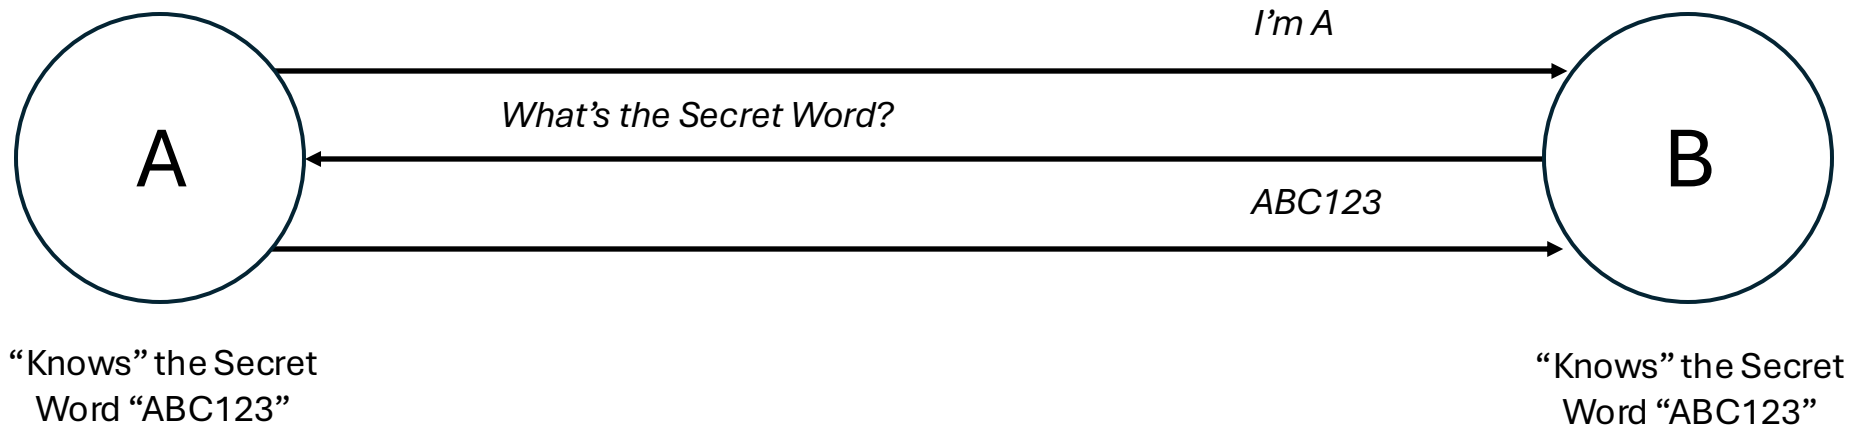 I’m A
What’s the Secret Word?
A
B
ABC123
“Knows” the Secret
Word “ABC123”
“Knows” the Secret
Word “ABC123”